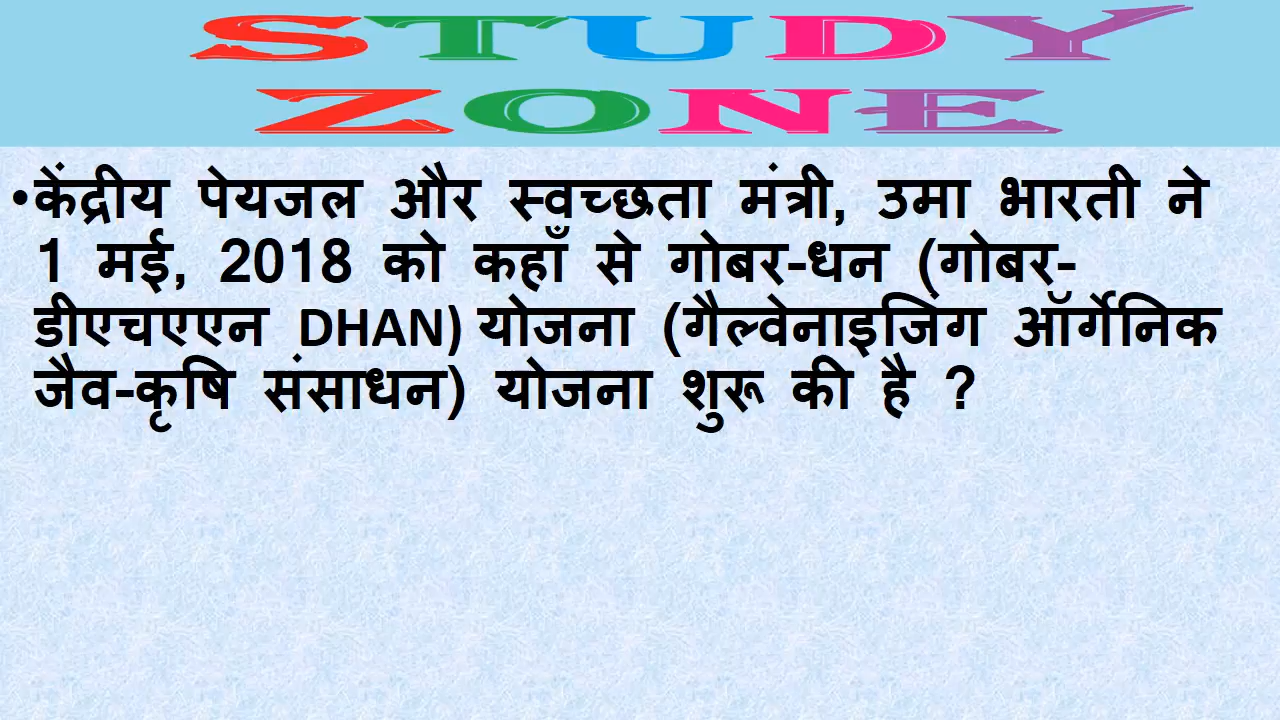 STUDY
ZONE
•केंद्रीय पेयजल और स्वच्छता मंत्री, उमा भारती ने
1 मई, 2018 को कहाँ से गोबर-धन (गोबर-
डीएचएएन DHAN) योजना (गैल्वेनाइजिंग ऑर्गेनिक
जैव-कृषि संसाधन) योजना शुरू की है ?